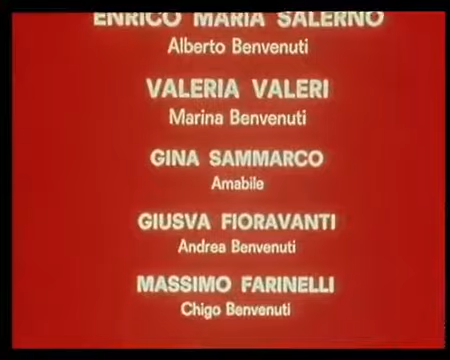 ENRICO MARIA SALERNO
Alberto Benvenuti
VALERIA VALERI
Marina Benvenuti
GINA SAMMARCO
Amabile
GIUSVA FIORAVANTI
Andrea Benvenuti
MASSIMO FARINELLI
Chigo Benvenuti